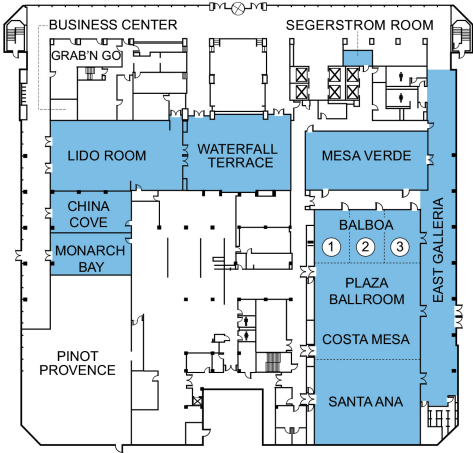 BUSINESS CENTER
SEGERSTROM ROOM
GRAB'N GO
LIDO ROOM
WATERFALL
TERRACE
MESA VERDE
CHINA
COVE
BALBOA
1 2 3
MONARCH
BAY
EAST GALLERIA
PLAZA
BALLROOM
COSTA MESA
PINOT
PROVENCE
SANTA ANA